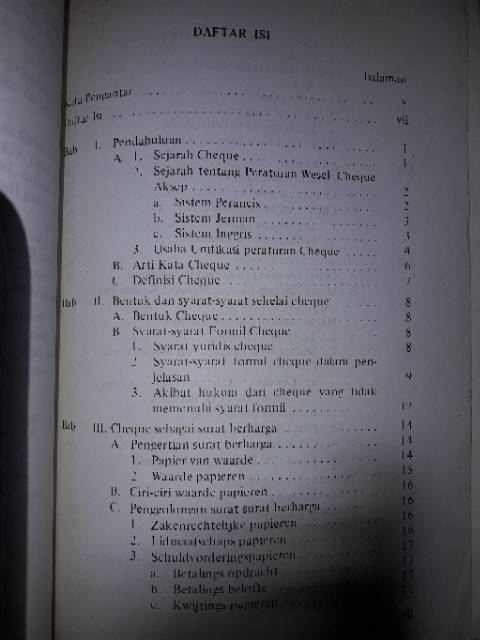 DAFTAR ISI
halaman
Kata Pengantar . . . v
Daftar Isi . . . vii
Bab I. Pendahuluan . . . 1
A. 1. Sejarah Cheque . . . 1
2. Sejarah tentang Peraturan Wesel Cheque
Aksep . . . 2
a. Sistem Perancis . . . 2
b. Sistem Jerman . . . 3
c. Sistem Inggris . . . 3
3. Usaha Unifikasi peraturan Cheque . . . 4
B. Arti Kata Cheque . . . 6
C. Definisi Cheque . . . 7
Bab II. Bentuk dan syarat-syarat sehelai cheque . . . 8
A. Bentuk Cheque . . . 8
B. Syarat-syarat Formil Cheque . . . 8
1. Syarat yuridis cheque . . . 8
2. Syarat-syarat formil cheque dalam pen-
jelasan . . . 9
3. Akibat hukum dari cheque yang tidak
memenuhi syarat formil . . . 12
Bab III. Cheque sebagai surat berharga . . . 14
A. Pengertian surat berharga . . . 14
1. Papier van waarde . . . 14
2. Waarde papieren . . . 15
B. Ciri-ciri waarde papieren . . . 16
C. Penggolongan surat surat berharga . . . 16
1. Zakenrechtelijke papieren . . . 16
2. Lidmaatschaps papieren . . . 17
3. Schuldvorderingspapieren . . . 17
a. Betalings opdracht . . . 17
b. Betalings belofte . . . 17
c. Kwijtings papieren . . .